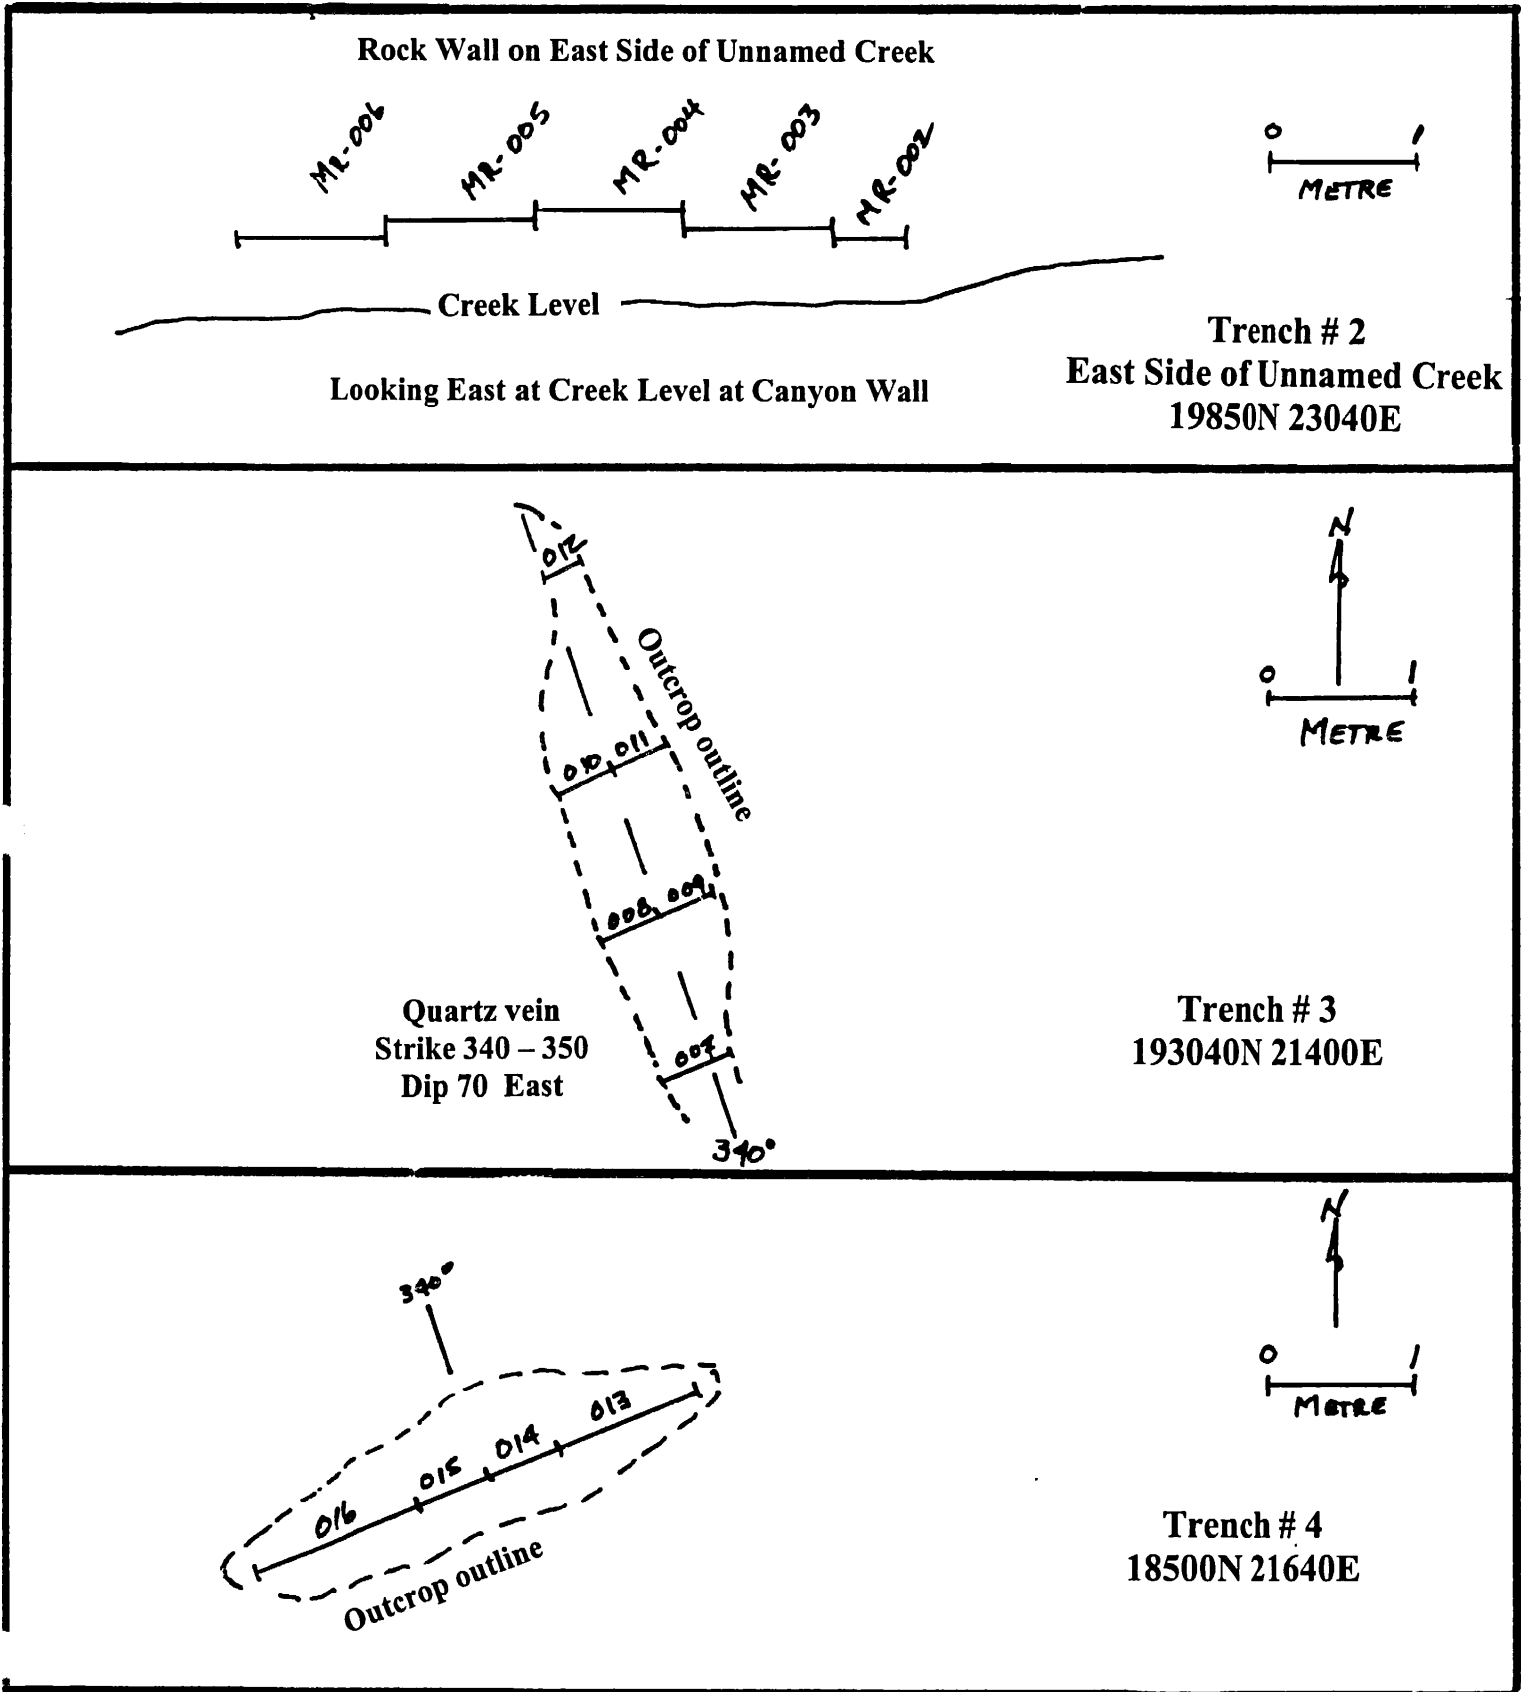 Rock Wall on East Side of Unnamed Creek
MR-006
MR-005
MR-004
MR-003
MR-002
0 1
METRE
Creek Level
Looking East at Creek Level at Canyon Wall
Trench # 2
East Side of Unnamed Creek
19850N 23040E
012
Outcrop outline
010 011
008 009
007
340°
Quartz vein
Strike 340 – 350
Dip 70 East
N
0 1
METRE
Trench # 3
193040N 21400E
340°
013
014
015
016
Outcrop outline
N
0 1
METRE
Trench # 4
18500N 21640E